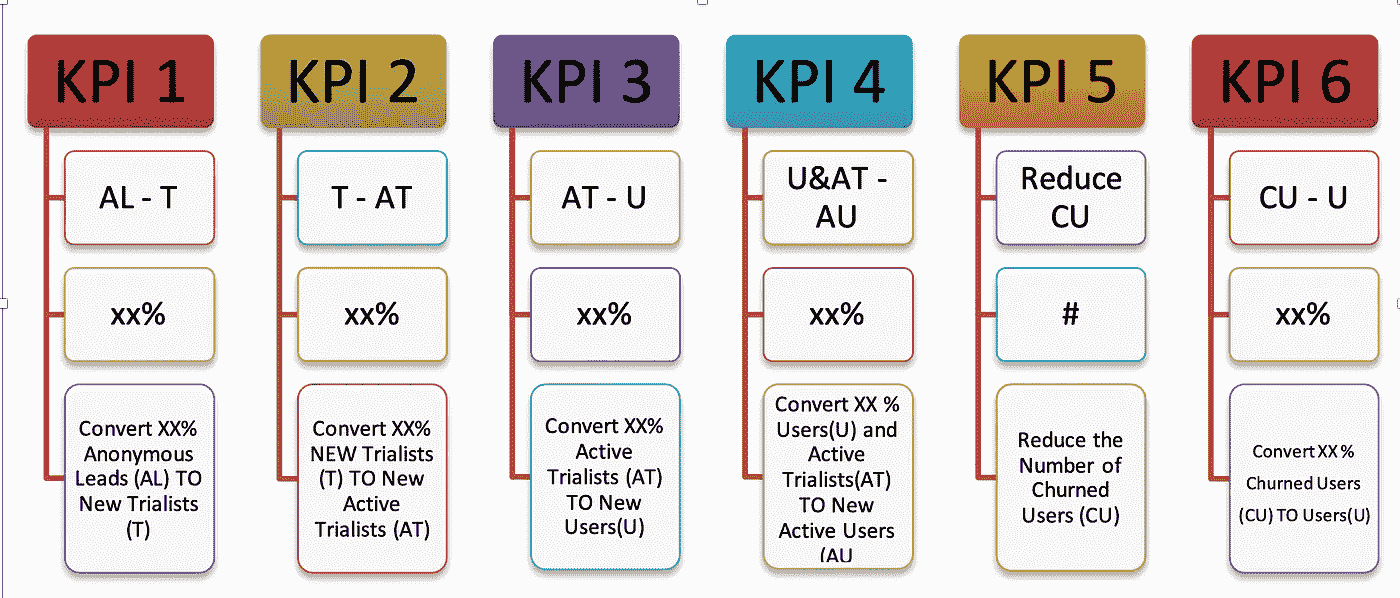 KPI 1
AL - T
xx%
Convert XX%
Anonymous
Leads (AL) TO
New Trialists
(T)
KPI 2
T - AT
xx%
Convert XX%
NEW Trialists
(T) TO New
Active
Trialists (AT)
KPI 3
AT - U
xx%
Convert XX%
Active
Trialists (AT)
TO New
Users(U)
KPI 4
U&AT -
AU
xx%
Convert XX %
Users(U) and
Active
Trialists(AT)
TO New
Active Users
(AU
KPI 5
Reduce
CU
#
Reduce the
Number of
Churned
Users (CU)
KPI 6
CU - U
xx%
Convert XX %
Churned Users
(CU) TO Users(U)